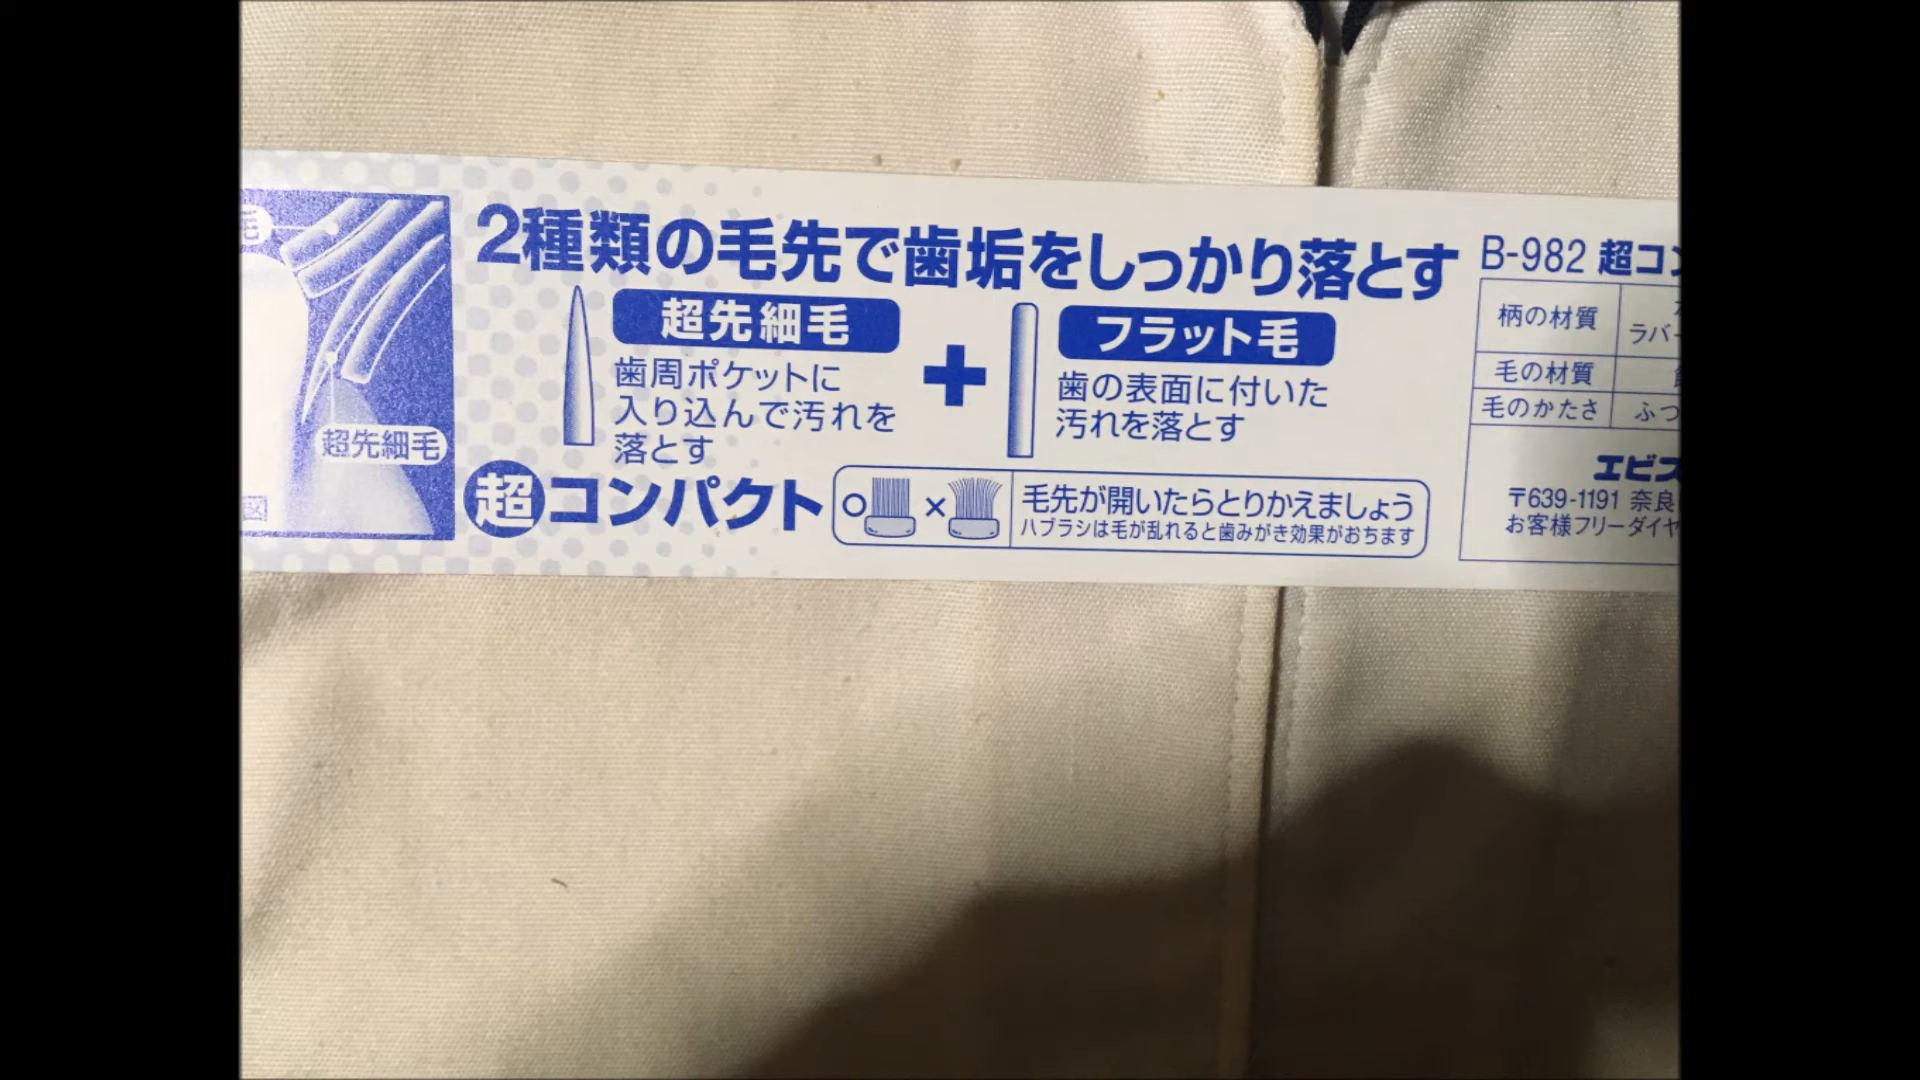 毛
超先細毛
図
2種類の毛先で歯垢をしっかり落とす
超先細毛
歯周ポケットに
入り込んで汚れを
落とす
フラット毛
歯の表面に付いた
汚れを落とす
超コンパクト
毛先が開いたらとりかえましょう
ハブラシは毛が乱れると歯みがき効果がおちます
B-982 超コン
柄の材質
ラバー
毛の材質
毛のかたさ ふつ
エビス
〒639-1191 奈良
お客様フリーダイヤ